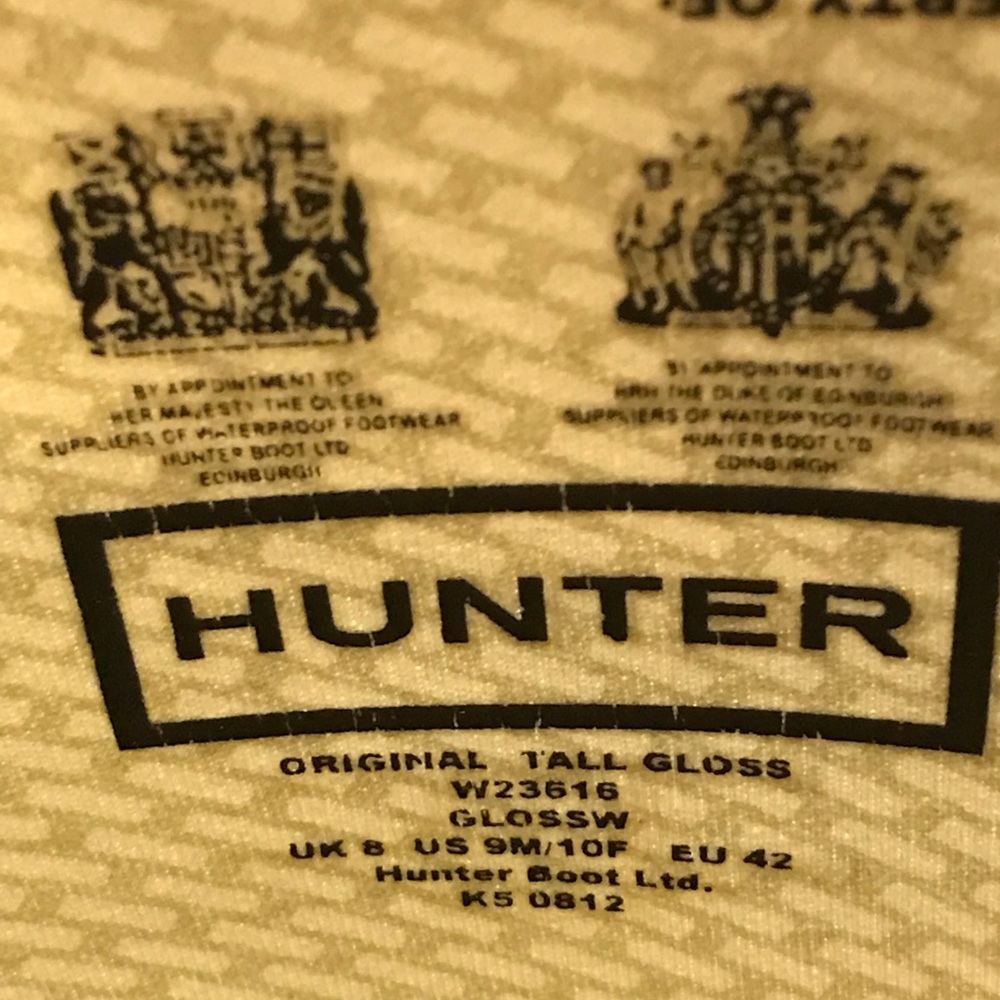 BY APPOINTMENT TO
HER MAJESTY THE QUEEN
SUPPLIERS OF WATERPROOF FOOTWEAR
HUNTER BOOT LTD
EDINBURGH
BY APPOINTMENT TO
HRH THE DUKE OF EDINBURGH
SUPPLIERS OF WATERPROOF FOOTWEAR
HUNTER BOOT LTD
EDINBURGH
HUNTER
ORIGINAL TALL GLOSS
W23616
GLOSSW
UK 8 US 9M/10F EU 42
Hunter Boot Ltd.
K5 0812